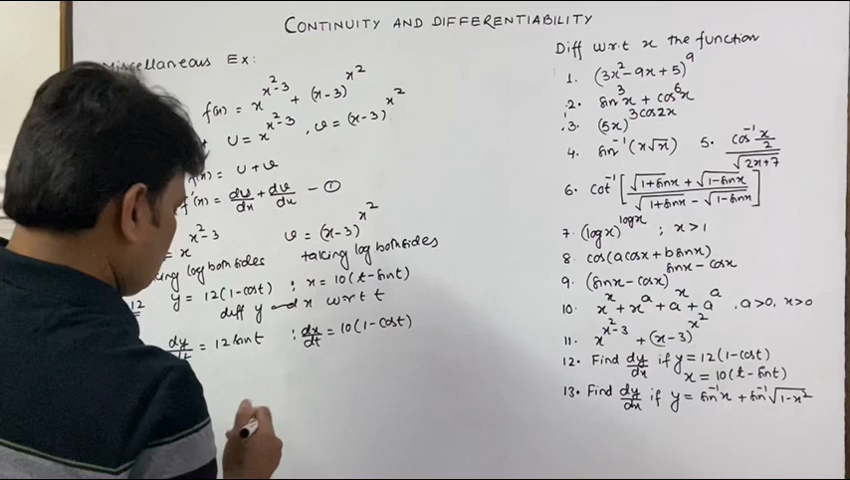 CONTINUITY AND DIFFERENTIABILITY
Miscellaneous Ex:
f(x) = x^{x²-3} + (x-3)^{x²}
U = x^{x²-3} , v = (x-3)^{x²}
f(x) = U + v
f'(x) = du/dx + dv/dx — ①
= x^{x²-3} v = (x-3)^{x²}
taking log both sides taking log both sides
12 y = 12(1-cost) ; x = 10(t-sint)
diff y and x w r t t
dy/dt = 12 sint ; dx/dt = 10(1-cost)
Diff w.r.t x the function
1. (3x²-9x+5)⁹
2. sin³x + cos⁶x
3. (5x)^{3cos2x}
4. sin⁻¹(x√x) 5. cos⁻¹ x/2 / √2x+7
6. cot⁻¹ [√1+sinx + √1-sinx / √1+sinx - √1-sinx]
7. (logx)^{logx} ; x>1
8. cos(acosx + bsinx)
9. (sinx-cosx)^{sinx-cosx}
10. x^x + x^a + a^x + a^a , a>0, x>0
11. x^{x²-3} + (x-3)^{x²}
12. Find dy/dx if y = 12(1-cost)
x = 10(t-sint)
13. Find dy/dx if y = sin⁻¹x + sin⁻¹√1-x²